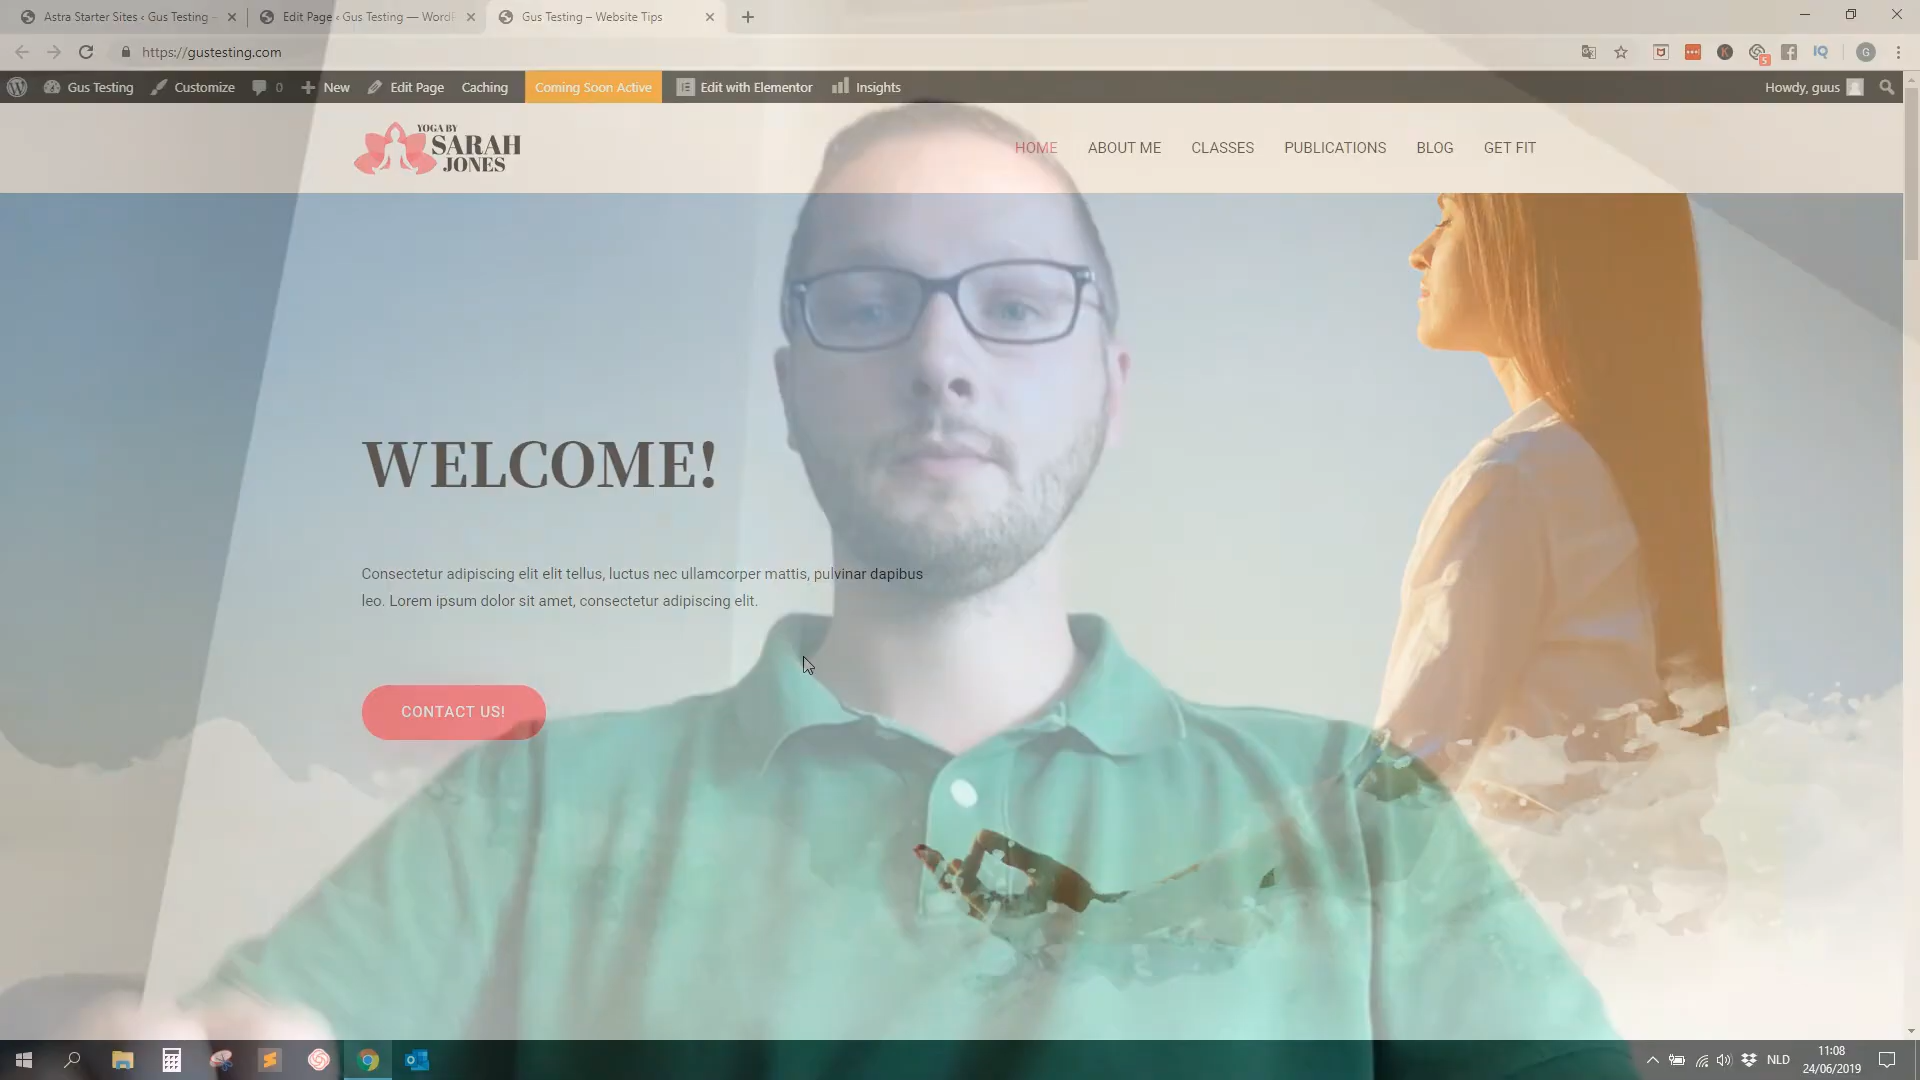 Astra Starter Sites ‹ Gus Testing –
Edit Page ‹ Gus Testing — WordP
Gus Testing – Website Tips
https://gustesting.com
5
G
Gus Testing
Customize
0
New
Edit Page
Caching
Coming Soon Active
Edit with Elementor
Insights
Howdy, guus
YOGA BY
SARAH
JONES
HOME
ABOUT ME
CLASSES
PUBLICATIONS
BLOG
GET FIT
WELCOME!
Consectetur adipiscing elit elit tellus, luctus nec ullamcorper mattis, pulvinar dapibus
leo. Lorem ipsum dolor sit amet, consectetur adipiscing elit.
CONTACT US!
NLD
11:08
24/06/2019